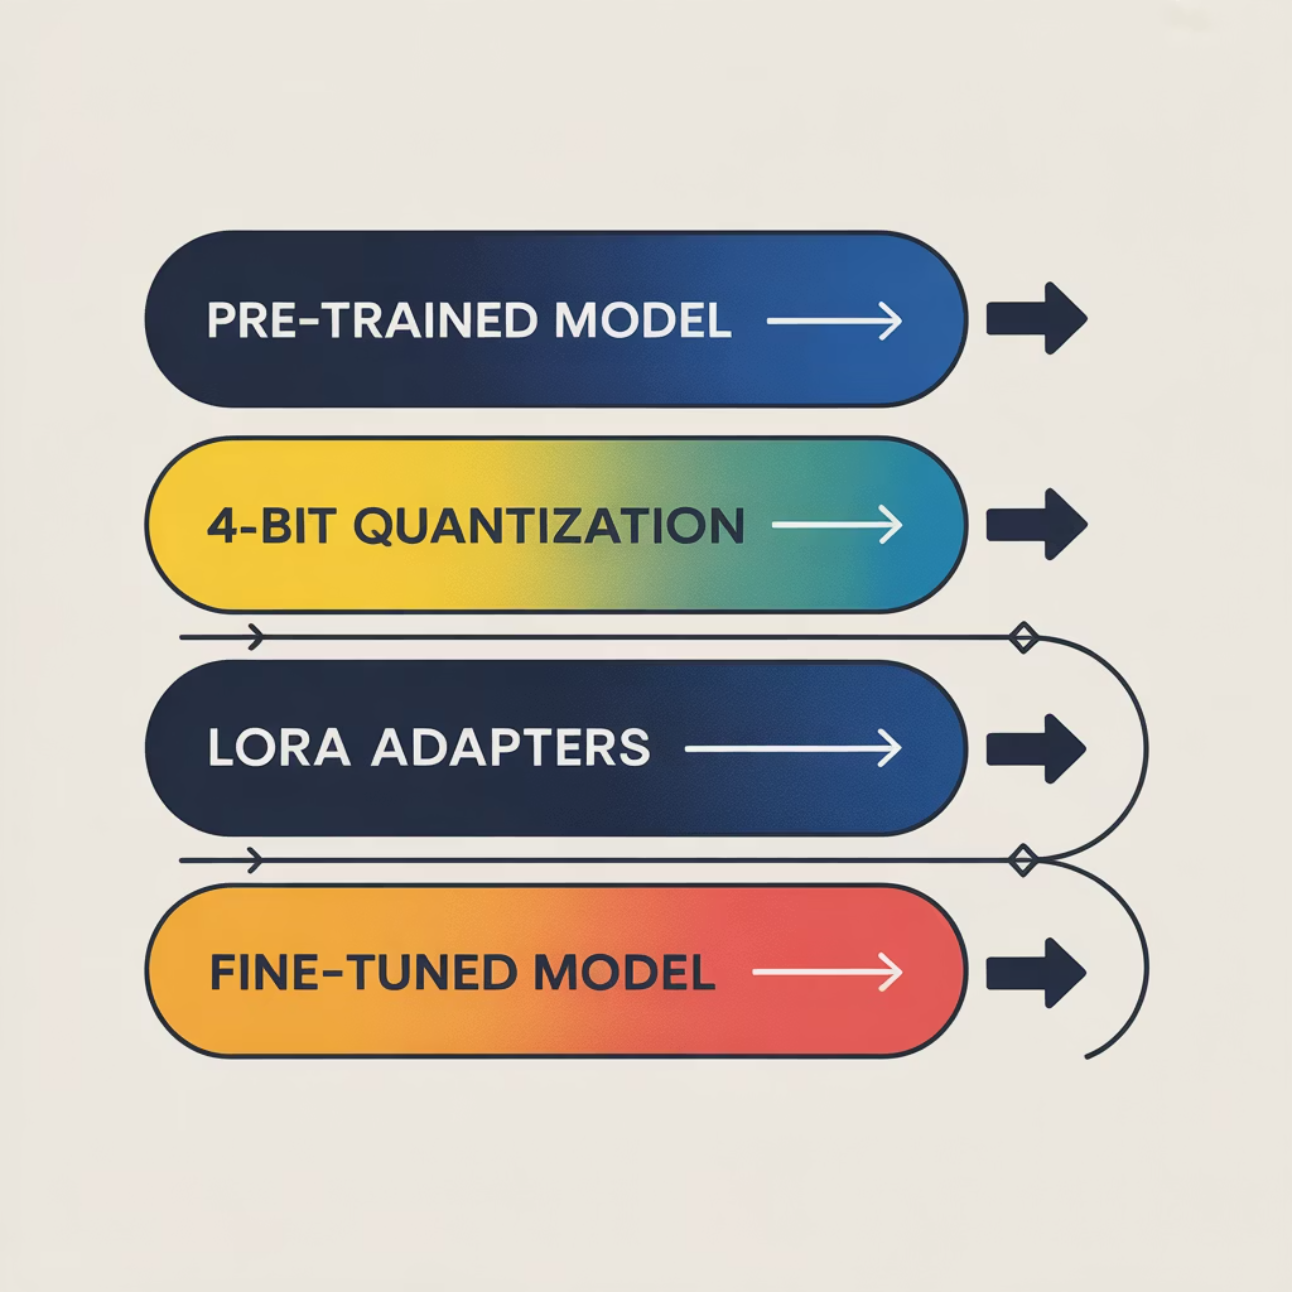 PRE-TRAINED MODEL
4-BIT QUANTIZATION
LORA ADAPTERS
FINE-TUNED MODEL